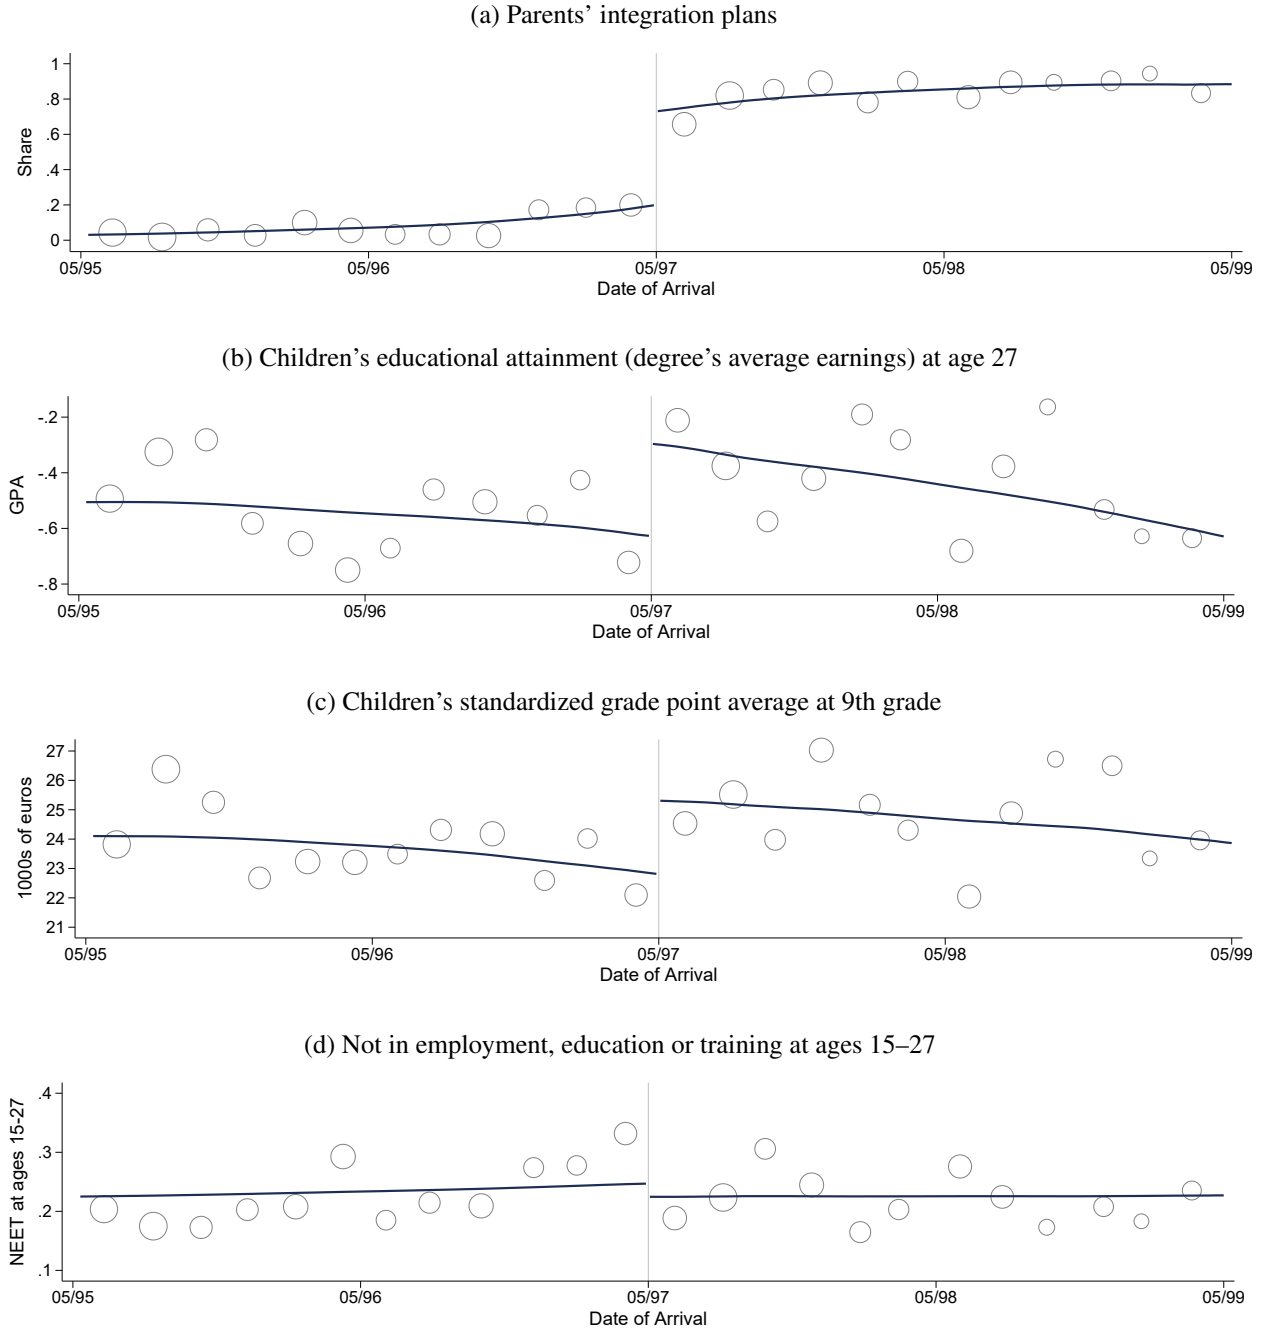 (a) Parents’ integration plans
1
.8
.6
.4
.2
0
Share
05/95 05/96 05/97 05/98 05/99
Date of Arrival
(b) Children’s educational attainment (degree’s average earnings) at age 27
-.2
-.4
-.6
-.8
GPA
05/95 05/96 05/97 05/98 05/99
Date of Arrival
(c) Children’s standardized grade point average at 9th grade
27
26
25
24
23
22
21
1000s of euros
05/95 05/96 05/97 05/98 05/99
Date of Arrival
(d) Not in employment, education or training at ages 15–27
.4
.3
.2
.1
NEET at ages 15-27
05/95 05/96 05/97 05/98 05/99
Date of Arrival